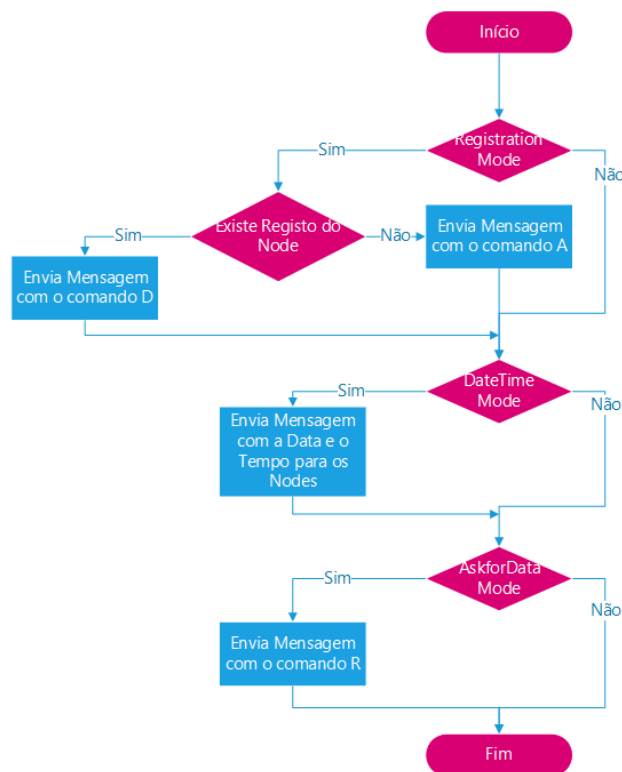 Início
Registration
Mode
Sim
Não
Existe Registo do
Node
Sim
Não
Envia Mensagem
com o comando A
Envia Mensagem
com o comando D
DateTime
Mode
Sim
Não
Envia Mensagem
com a Data e o
Tempo para os
Nodes
AskforData
Mode
Sim
Não
Envia Mensagem
com o comando R
Fim